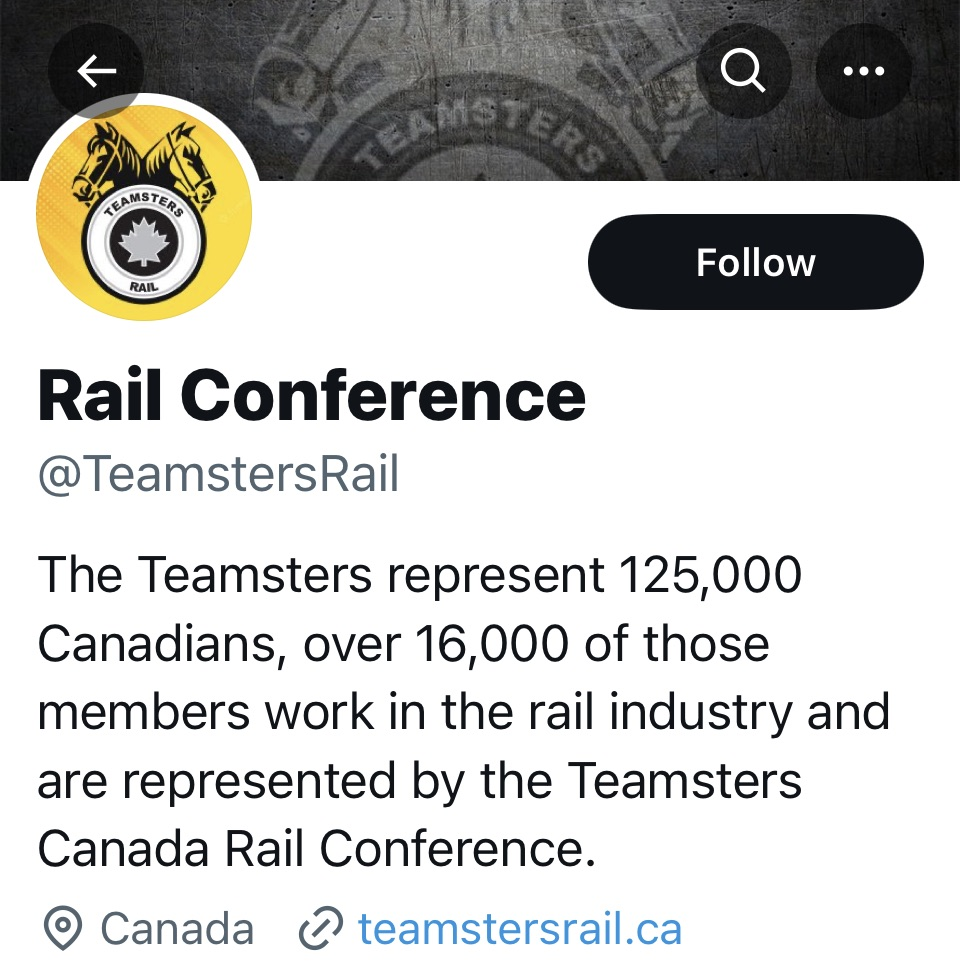 TEAMSTERS
TEAMSTERS
RAIL
Follow
Rail Conference
@TeamstersRail
The Teamsters represent 125,000
Canadians, over 16,000 of those
members work in the rail industry and
are represented by the Teamsters
Canada Rail Conference.
Canada teamstersrail.ca